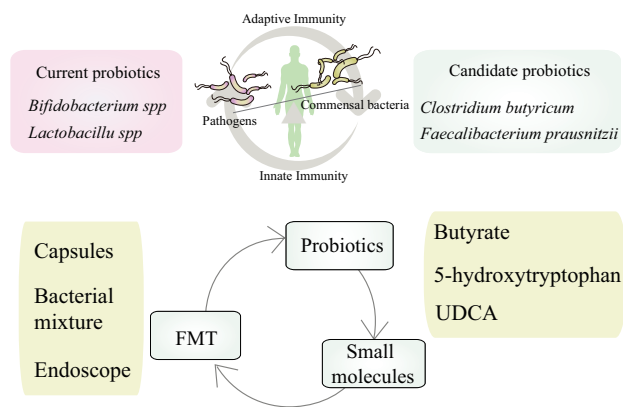 Adaptive Immunity
Current probiotics
Bifidobacterium spp
Lactobacillu spp
Pathogens
Commensal bacteria
Innate Immunity
Candidate probiotics
Clostridium butyricum
Faecalibacterium prausnitzii
Capsules
Bacterial
mixture
Endoscope
FMT
Probiotics
Small
molecules
Butyrate
5-hydroxytryptophan
UDCA